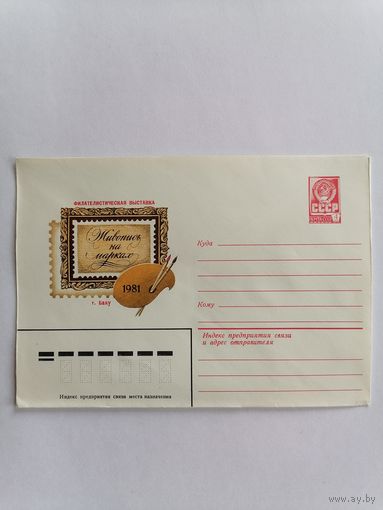 ФИЛАТЕЛИСТИЧЕСКАЯ ВЫСТАВКА
Живопись
на
марках
1981
г. Баку
СССР
Куда
Кому
Индекс предприятия связи
и адрес отправителя
Индекс предприятия связи места назначения
www.ay.by